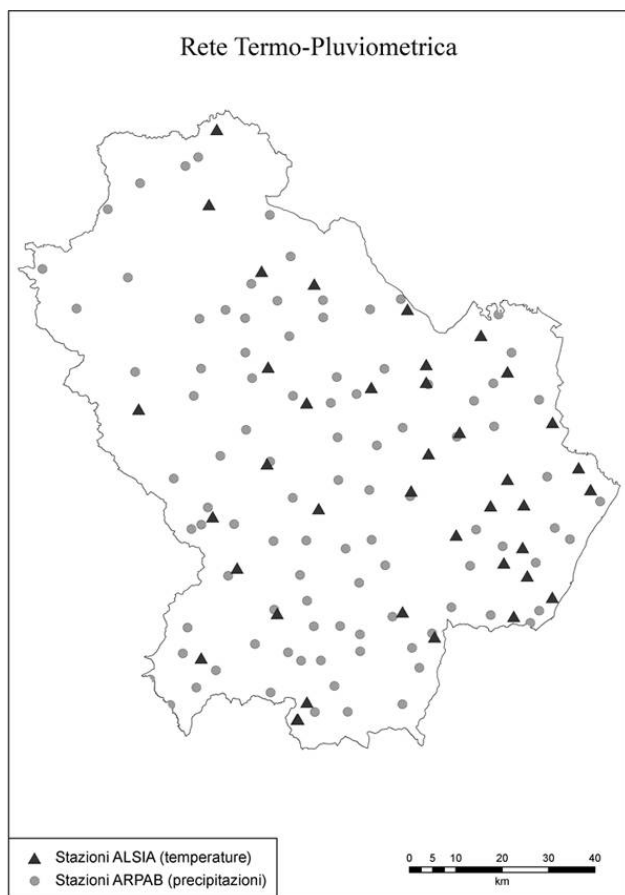 Rete Termo-Pluviometrica
Stazioni ALSIA (temperature)
Stazioni ARPAB (precipitazioni)
0 5 10 20 30 40
km